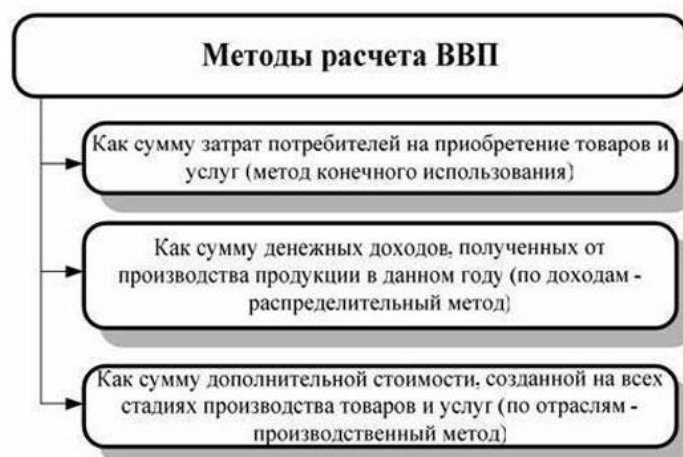 Методы расчета ВВП
Как сумму затрат потребителей на приобретение товаров и
услуг (метод конечного использования)
Как сумму денежных доходов, полученных от
производства продукции в данном году (по доходам -
распределительный метод)
Как сумму дополнительной стоимости, созданной на всех
стадиях производства товаров и услуг (по отраслям -
производственный метод)